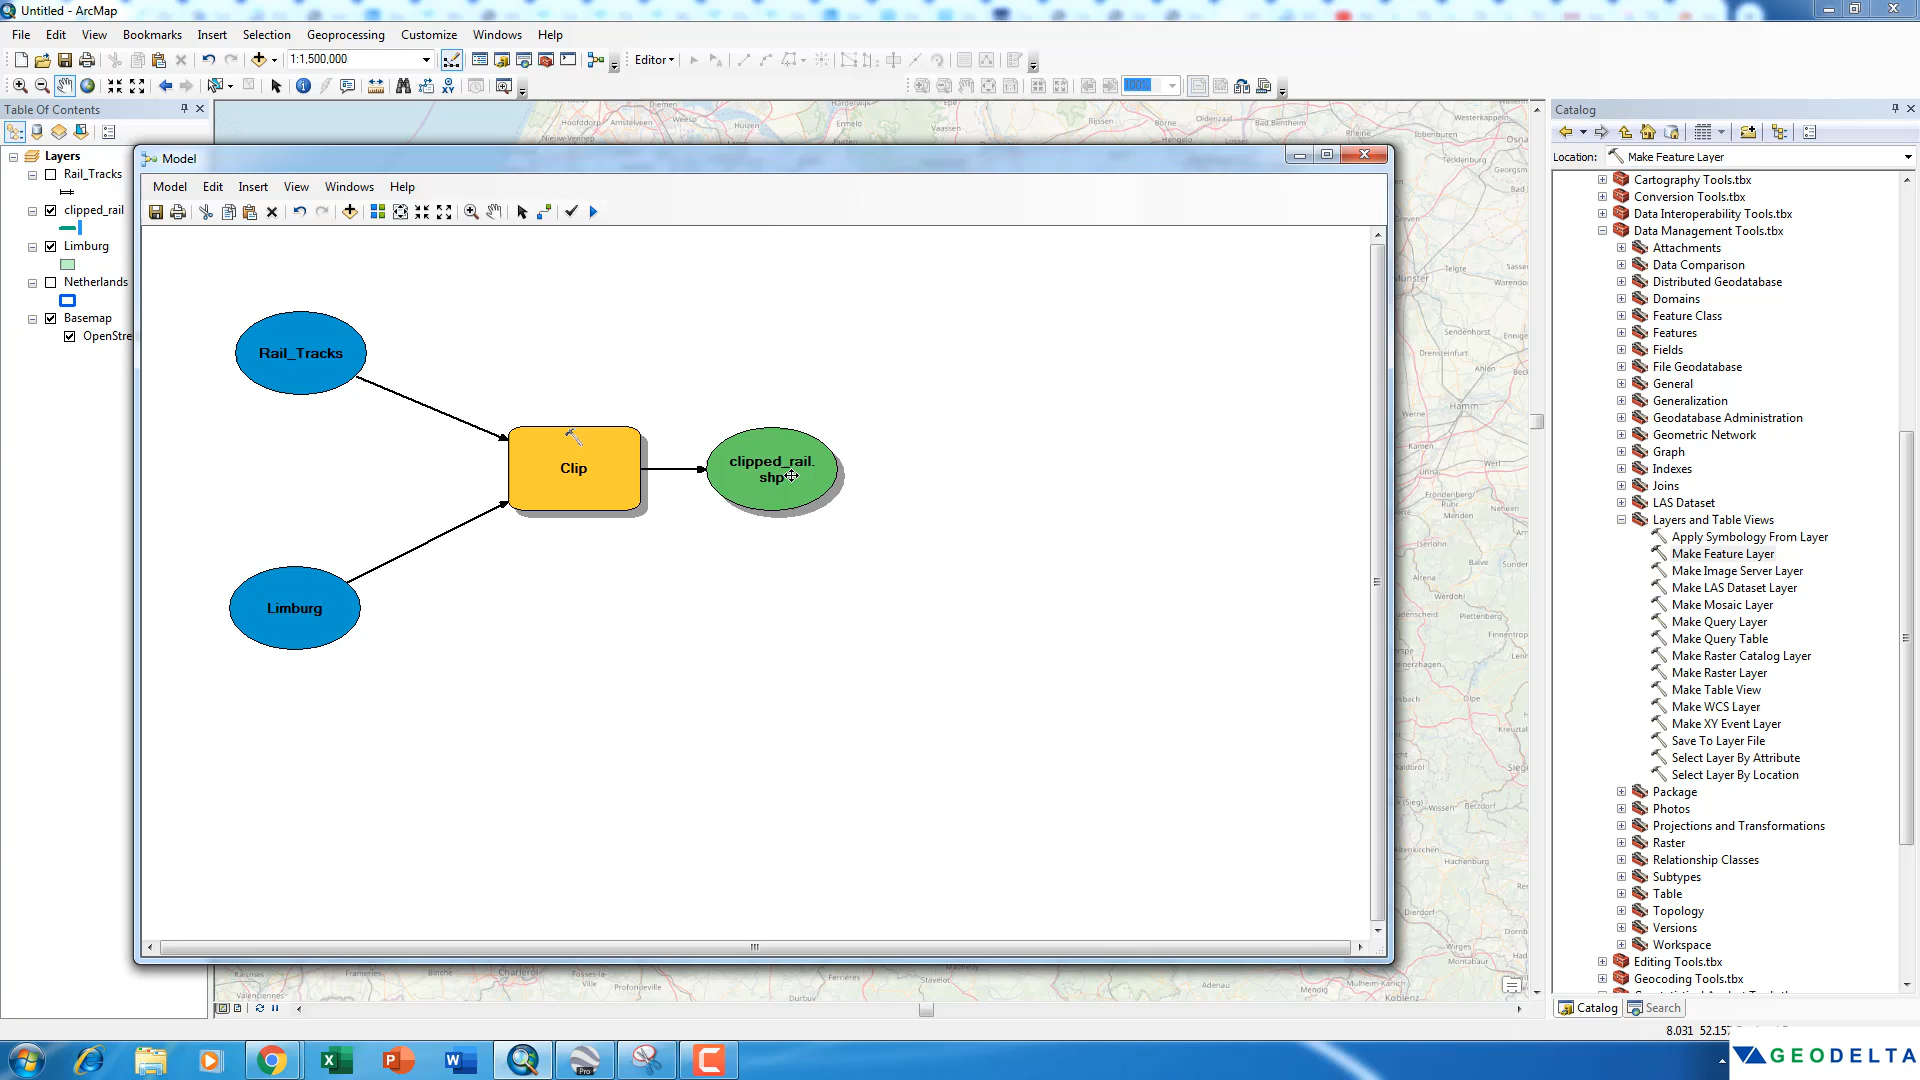 Untitled - ArcMap
File Edit View Bookmarks Insert Selection Geoprocessing Customize Windows Help
1:1,500,000
Editor
100%
Table Of Contents
Layers
Rail_Tracks
clipped_rail
Limburg
Netherlands
Basemap
OpenStre
Model
Model Edit Insert View Windows Help
Rail_Tracks
Clip
clipped_rail.
shp
Limburg
Catalog
Location: Make Feature Layer
Cartography Tools.tbx
Conversion Tools.tbx
Data Interoperability Tools.tbx
Data Management Tools.tbx
Attachments
Data Comparison
Distributed Geodatabase
Domains
Feature Class
Features
Fields
File Geodatabase
General
Generalization
Geodatabase Administration
Geometric Network
Graph
Indexes
Joins
LAS Dataset
Layers and Table Views
Apply Symbology From Layer
Make Feature Layer
Make Image Server Layer
Make LAS Dataset Layer
Make Mosaic Layer
Make Query Layer
Make Query Table
Make Raster Catalog Layer
Make Raster Layer
Make Table View
Make WCS Layer
Make XY Event Layer
Save To Layer File
Select Layer By Attribute
Select Layer By Location
Package
Photos
Projections and Transformations
Raster
Relationship Classes
Subtypes
Table
Topology
Versions
Workspace
Editing Tools.tbx
Geocoding Tools.tbx
Catalog Search
8.031
GEODELTA